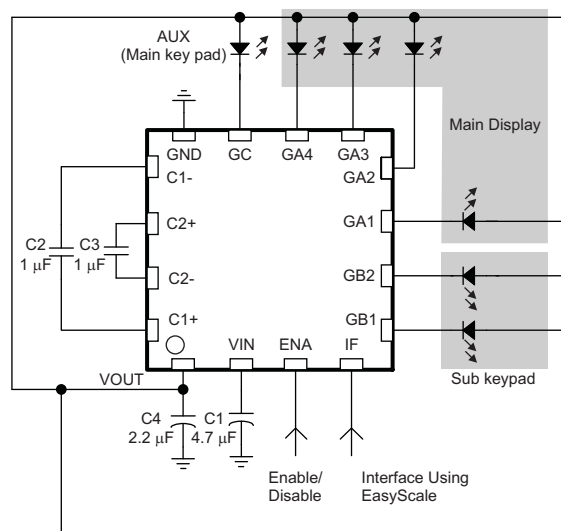 AUX
(Main key pad)
Main Display
GND
GC
GA4
GA3
C1-
GA2
C2+
GA1
C2
1 μF
C3
1 μF
C2-
GB2
C1+
GB1
VIN
ENA
IF
VOUT
Sub keypad
C4
2.2 μF
C1
4.7 μF
Enable/
Disable
Interface Using
EasyScale